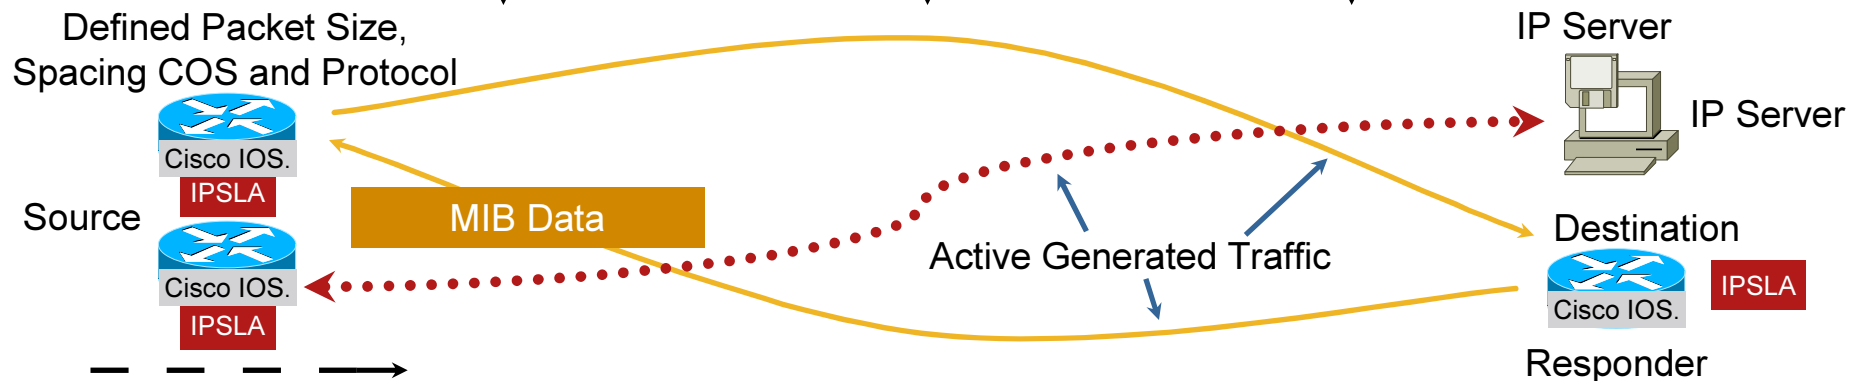 Defined Packet Size,
Spacing COS and Protocol
Cisco IOS.
IPSLA
Source
Cisco IOS.
IPSLA
MIB Data
Active Generated Traffic
IP Server
IP Server
Destination
Cisco IOS.
IPSLA
Responder